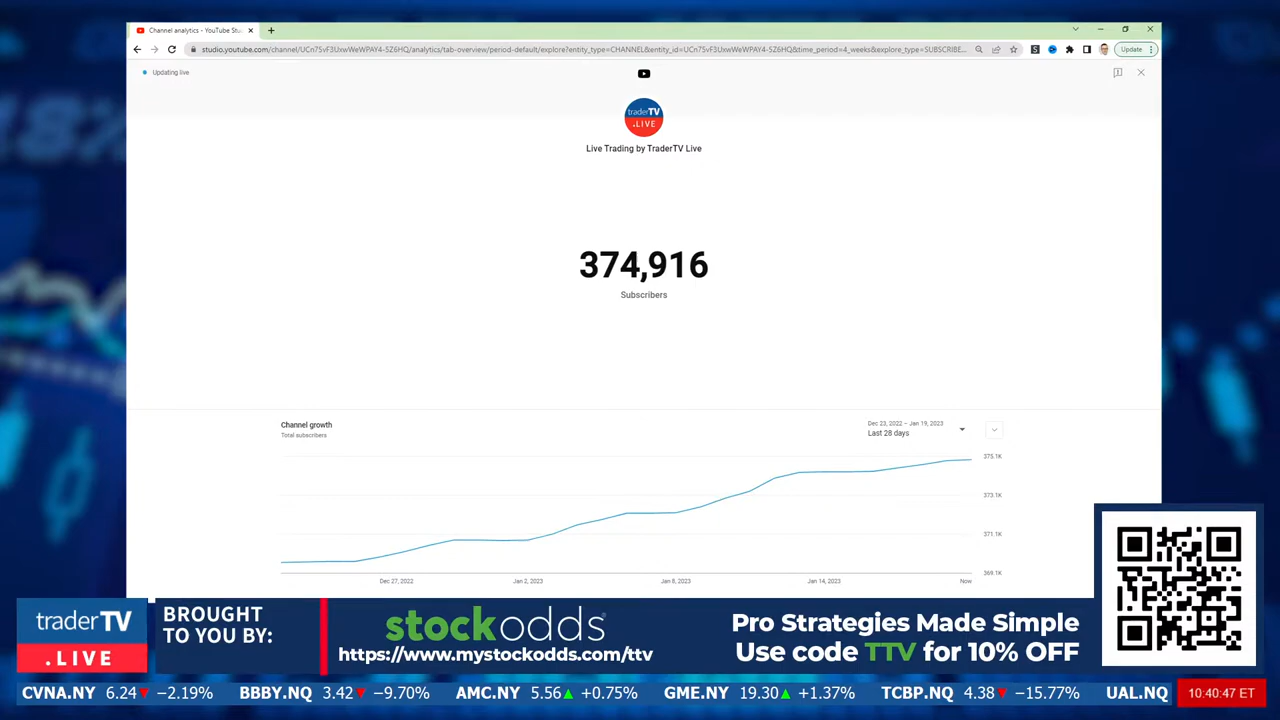 Channel analytics - YouTube Stu
studio.youtube.com/channel/UCn75vF3UxwWeWPAY4-5Z6HQ/analytics/tab-overview/period-default/explore?entity_type=CHANNEL&entity_id=UCn75vF3UxwWeWPAY4-5Z6HQ&time_period=4_weeks&explore_type=SUBSCRIBE...
Update
Updating live
traderTV
.LIVE
Live Trading by TraderTV Live
374,916
Subscribers
Channel growth
Total subscribers
Dec 23, 2022 – Jan 19, 2023
Last 28 days
375.1K
373.1K
371.1K
369.1K
Dec 27, 2022 Jan 2, 2023 Jan 8, 2023 Jan 14, 2023 Now
traderTV
.LIVE
BROUGHT
TO YOU BY:
stockodds®
https://www.mystockodds.com/ttv
Pro Strategies Made Simple
Use code TTV for 10% OFF
CVNA.NY 6.24▼ −2.19% BBBY.NQ 3.42▼ −9.70% AMC.NY 5.56▲ +0.75% GME.NY 19.30▲ +1.37% TCBP.NQ 4.38▼ −15.77% UAL.NQ
10:40:47 ET